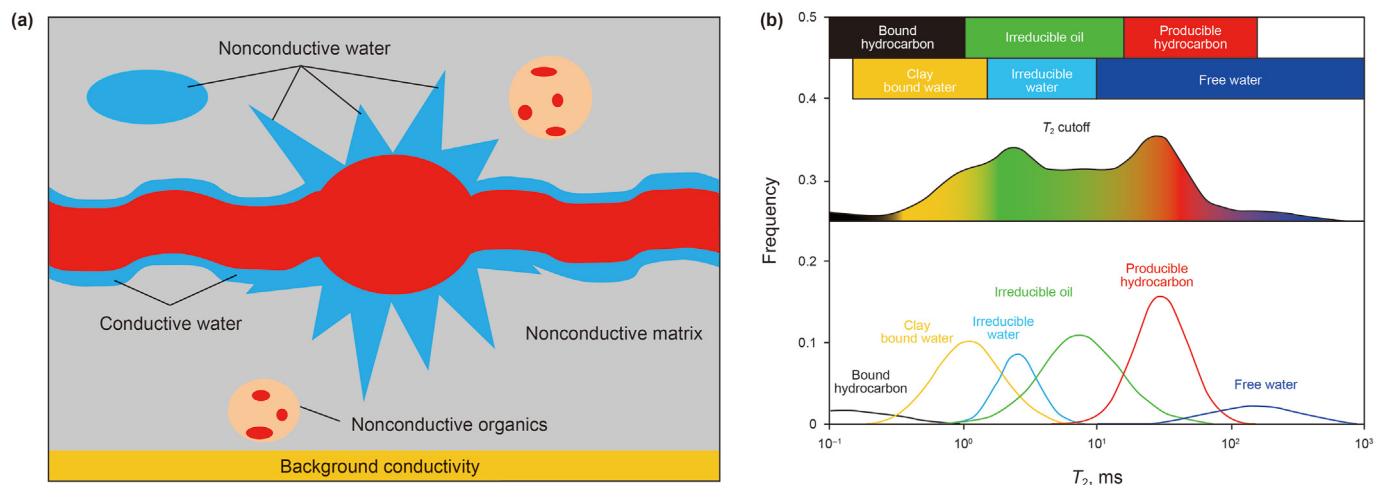 (a)
Nonconductive water
Conductive water
Nonconductive matrix
Nonconductive organics
Background conductivity
(b)
0.5
Bound
hydrocarbon
Irreducible oil
Producible
hydrocarbon
Clay
bound water
Irreducible
water
Free water
0.4
T₂ cutoff
0.3
Frequency
0.2
Producible
hydrocarbon
Irreducible oil
Clay
bound water
Irreducible
water
0.1
Bound
hydrocarbon
Free water
0
10⁻¹
10⁰
10¹
10²
10³
T₂, ms